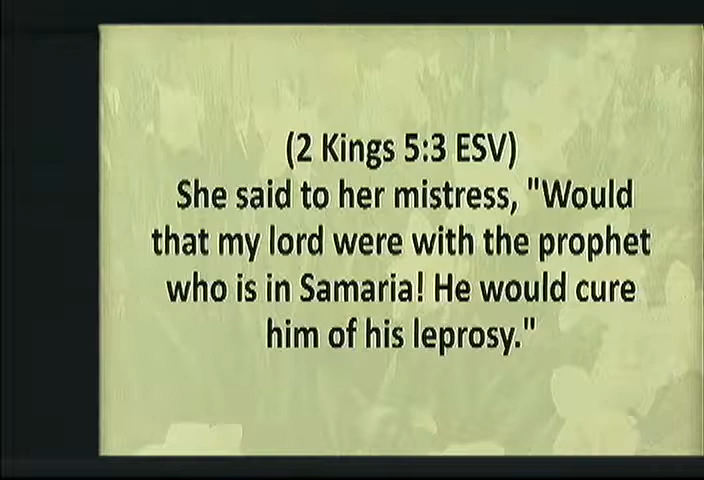 (2 Kings 5:3 ESV)
She said to her mistress, "Would
that my lord were with the prophet
who is in Samaria! He would cure
him of his leprosy."